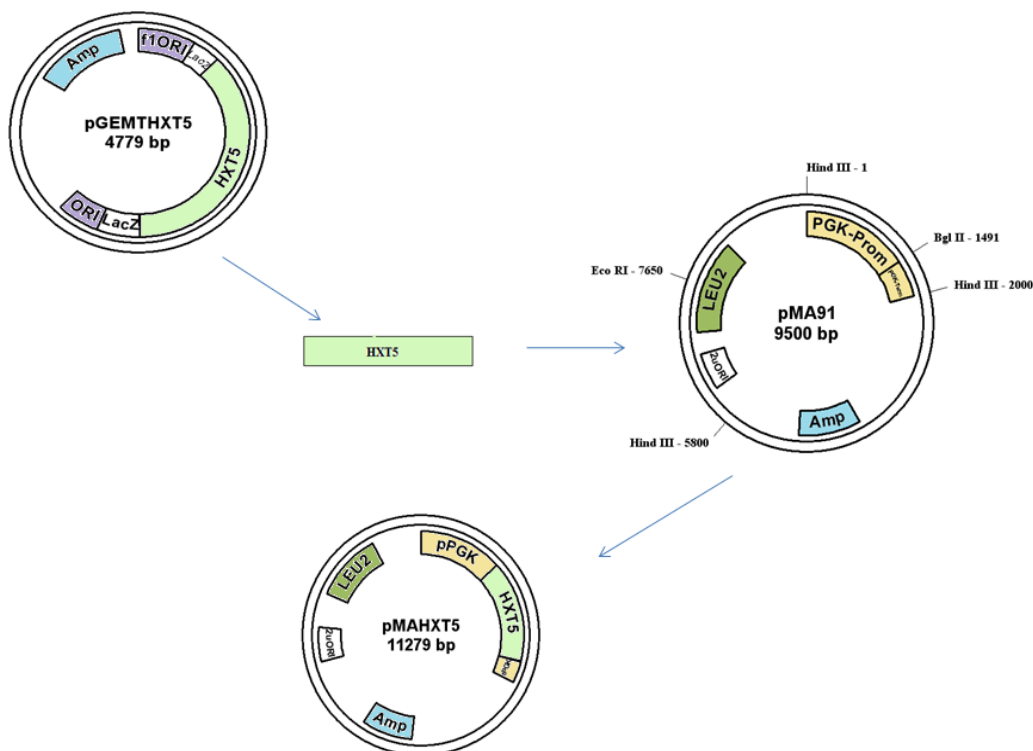 f1ORI
LacZ
Amp
pGEMTHXT5
4779 bp
HXT5
ORI
LacZ
Hind III - 1
PGK-Prom
Bgl II - 1491
Eco RI - 7650
LEU2
Hind III - 2000
pMA91
9500 bp
HXT5
2uORI
Amp
Hind III - 5800
pPGK
LEU2
HXT5
pMAHXT5
11279 bp
2uORI
Amp